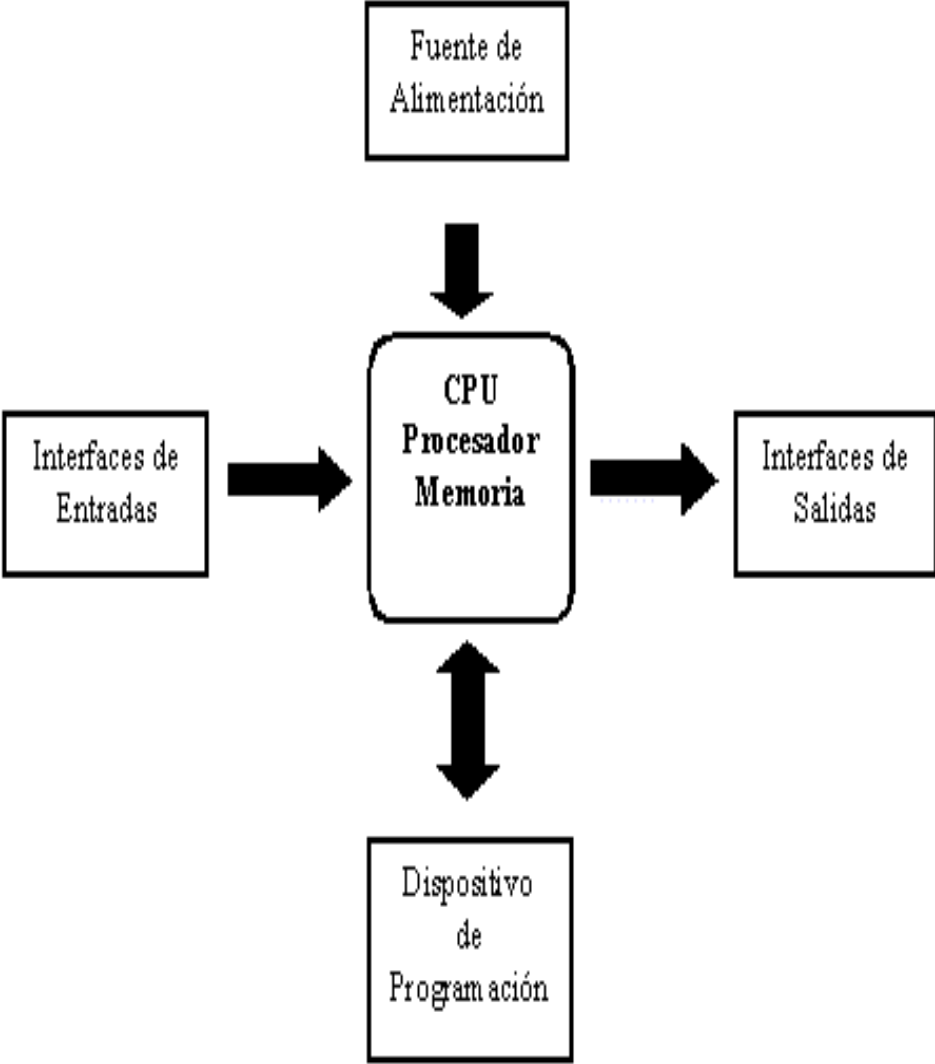 Fuente de
Alimentación
CPU
Procesador
Memoria
Interfaces de
Entradas
Interfaces de
Salidas
Dispositivo
de
Programación